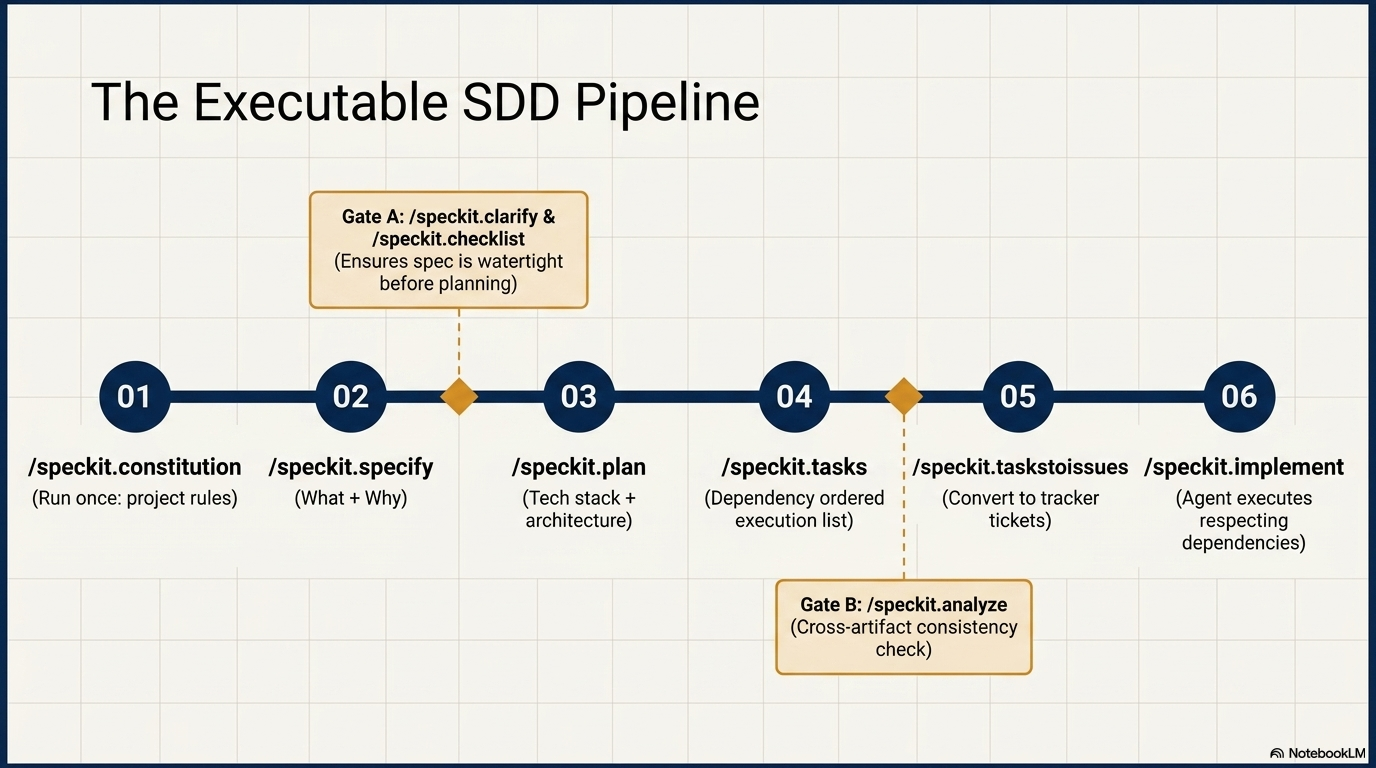 The Executable SDD Pipeline
Gate A: /speckit.clarify &
/speckit.checklist
(Ensures spec is watertight
before planning)
01
02
03
04
05
06
/speckit.constitution
(Run once: project rules)
/speckit.specify
(What + Why)
/speckit.plan
(Tech stack +
architecture)
/speckit.tasks
(Dependency ordered
execution list)
/speckit.taskstoissues
(Convert to tracker
tickets)
/speckit.implement
(Agent executes
respecting
dependencies)
Gate B: /speckit.analyze
(Cross-artifact consistency
check)
NotebookLM